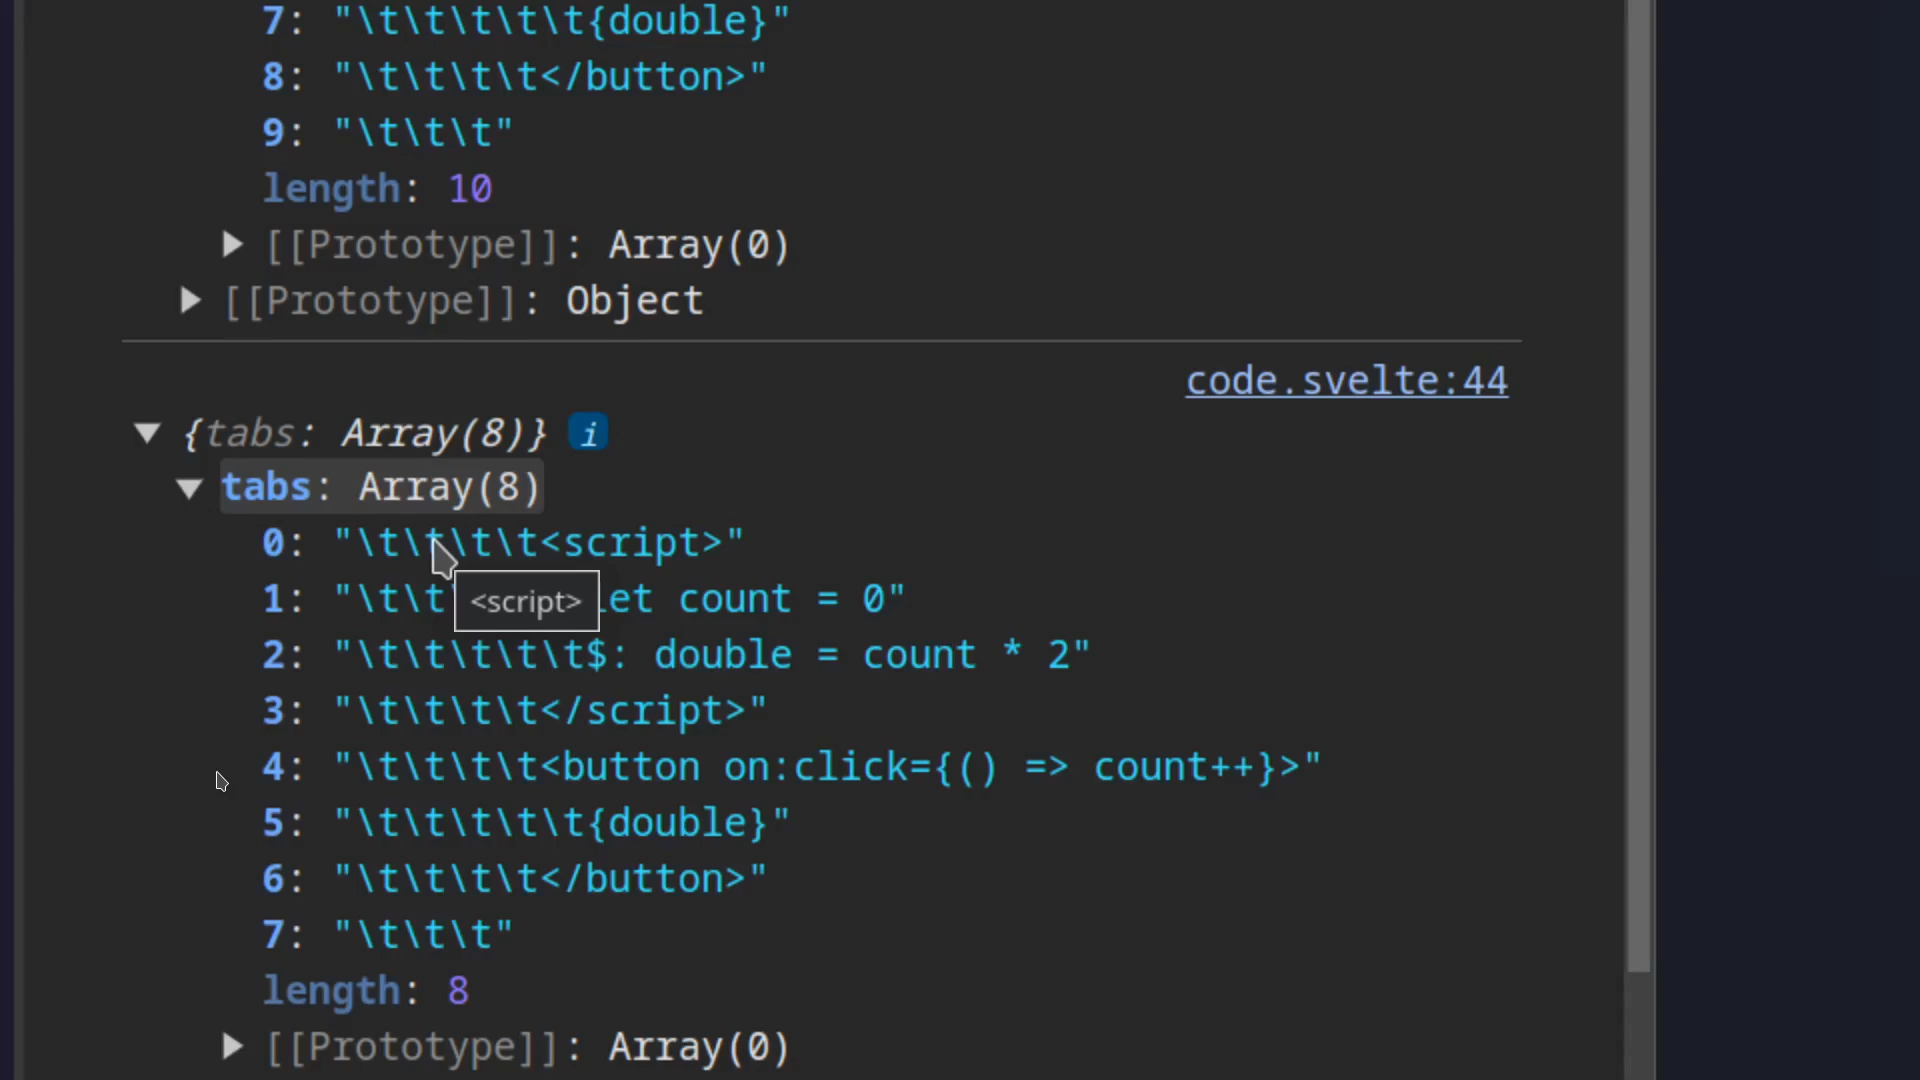 7: "\t\t\t\t\t{double}"
8: "\t\t\t\t</button>"
9: "\t\t\t"
length: 10
[[Prototype]]: Array(0)
[[Prototype]]: Object
code.svelte:44
{tabs: Array(8)} i
tabs: Array(8)
0: "\t\t\t\t<script>"
1: "\t\t count = 0"
<script>
2: "\t\t\t\t\t$: double = count * 2"
3: "\t\t\t\t</script>"
4: "\t\t\t\t<button on:click={() => count++}>"
5: "\t\t\t\t\t{double}"
6: "\t\t\t\t</button>"
7: "\t\t\t"
length: 8
[[Prototype]]: Array(0)